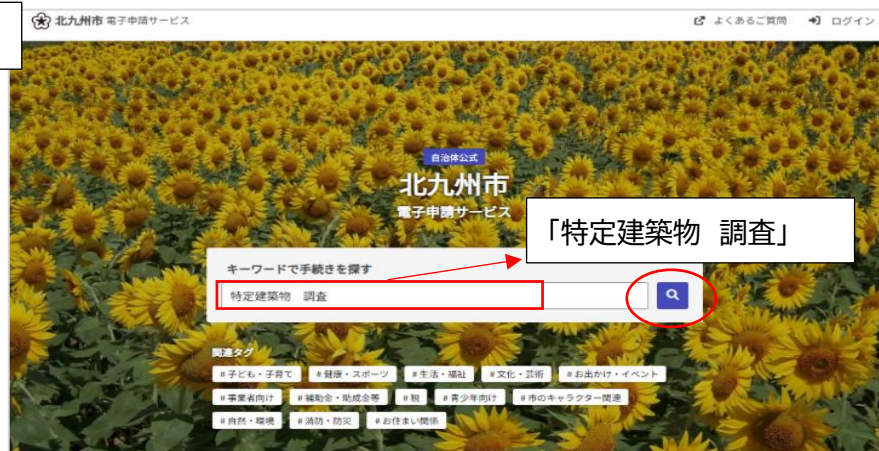 北九州市 電子申請サービス
よくあるご質問 ログイン
自治体公式
北九州市
電子申請サービス
「特定建築物 調査」
キーワードで手続きを探す
特定建築物 調査
関連タグ
#子ども・子育て #健康・スポーツ #生活・福祉 #文化・芸術 #お出かけ・イベント
#事業者向け #補助金・助成金等 #税 #青少年向け #市のキャラクター関連
#自然・環境 #消防・防災 #お住まい関係